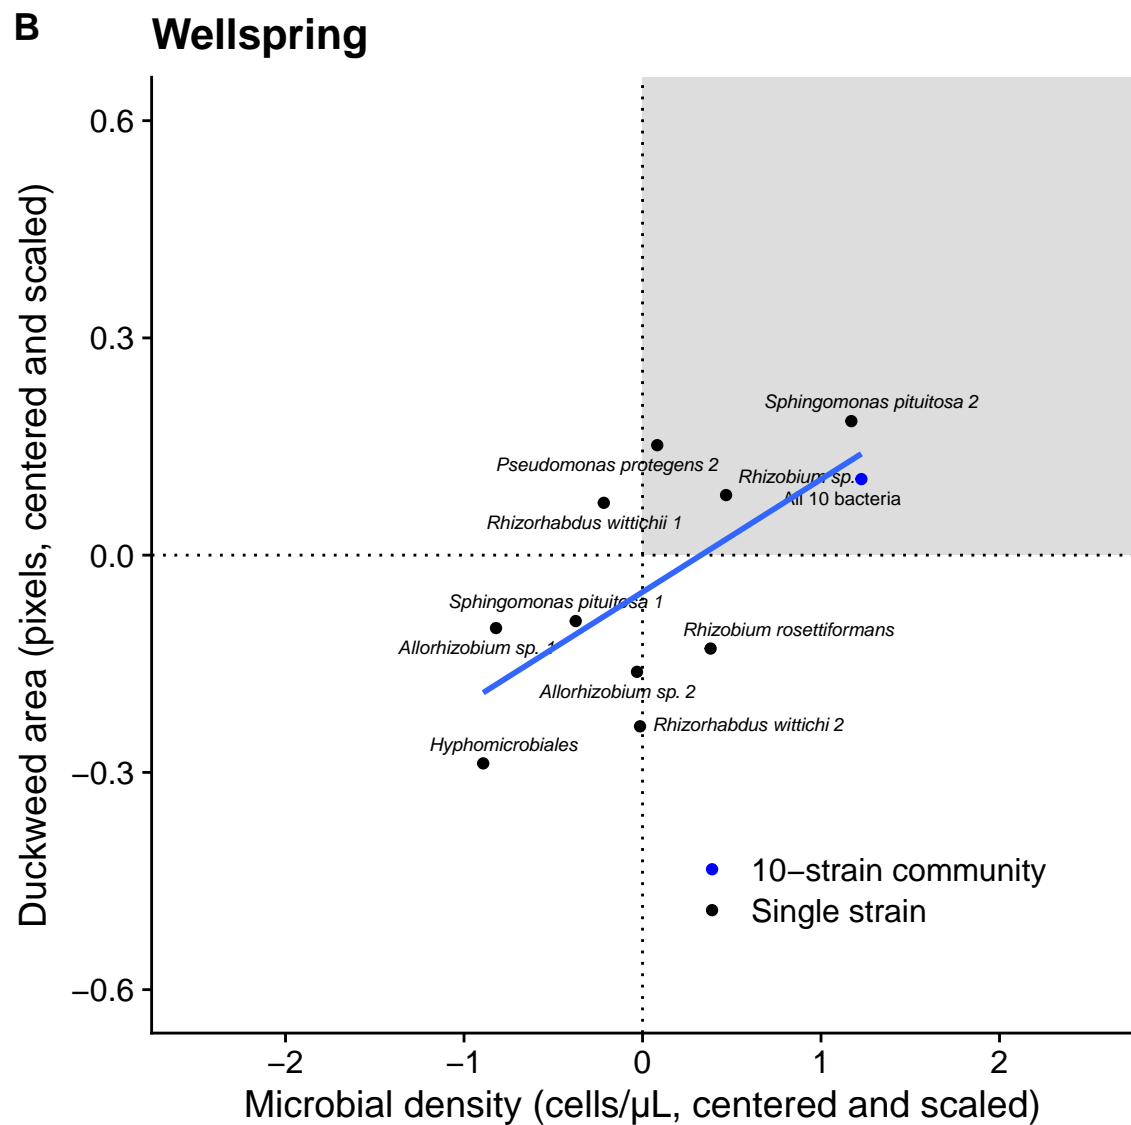 B
Wellspring
Duckweed area (pixels, centered and scaled)
0.6
0.3
0.0
−0.3
−0.6
Sphingomonas pituitosa 2
Pseudomonas protegens 2
Rhizobium sp.
All 10 bacteria
Rhizorhabdus wittichii 1
Sphingomonas pituitosa 1
Rhizobium rosettiformans
Allorhizobium sp. 1
Allorhizobium sp. 2
Rhizorhabdus wittichi 2
Hyphomicrobiales
10−strain community
Single strain
−2 −1 0 1 2
Microbial density (cells/µL, centered and scaled)